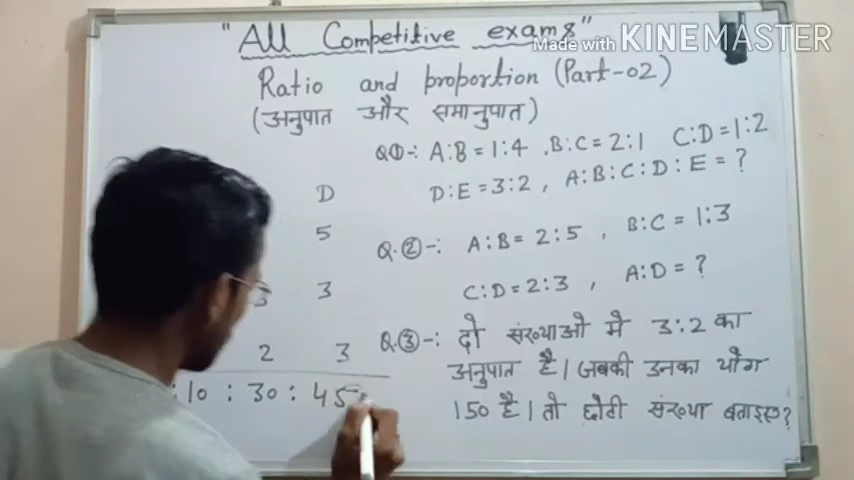 "All Competitive exams"
Made with KINEMASTER
Ratio and proportion (Part-02)
(अनुपात और समानुपात)
Q①-: A:B = 1:4 , B:C = 2:1 C:D = 1:2
D:E = 3:2 , A:B:C:D:E = ?
Q.②-: A:B = 2:5 , B:C = 1:3
C:D = 2:3 , A:D = ?
Q.③-: दो संख्याओ मे 3:2 का
अनुपात है। जबकी उनका योग
150 है। तो छोटी संख्या बताइए?
D
5
3 3
2 3
: 10 : 30 : 45